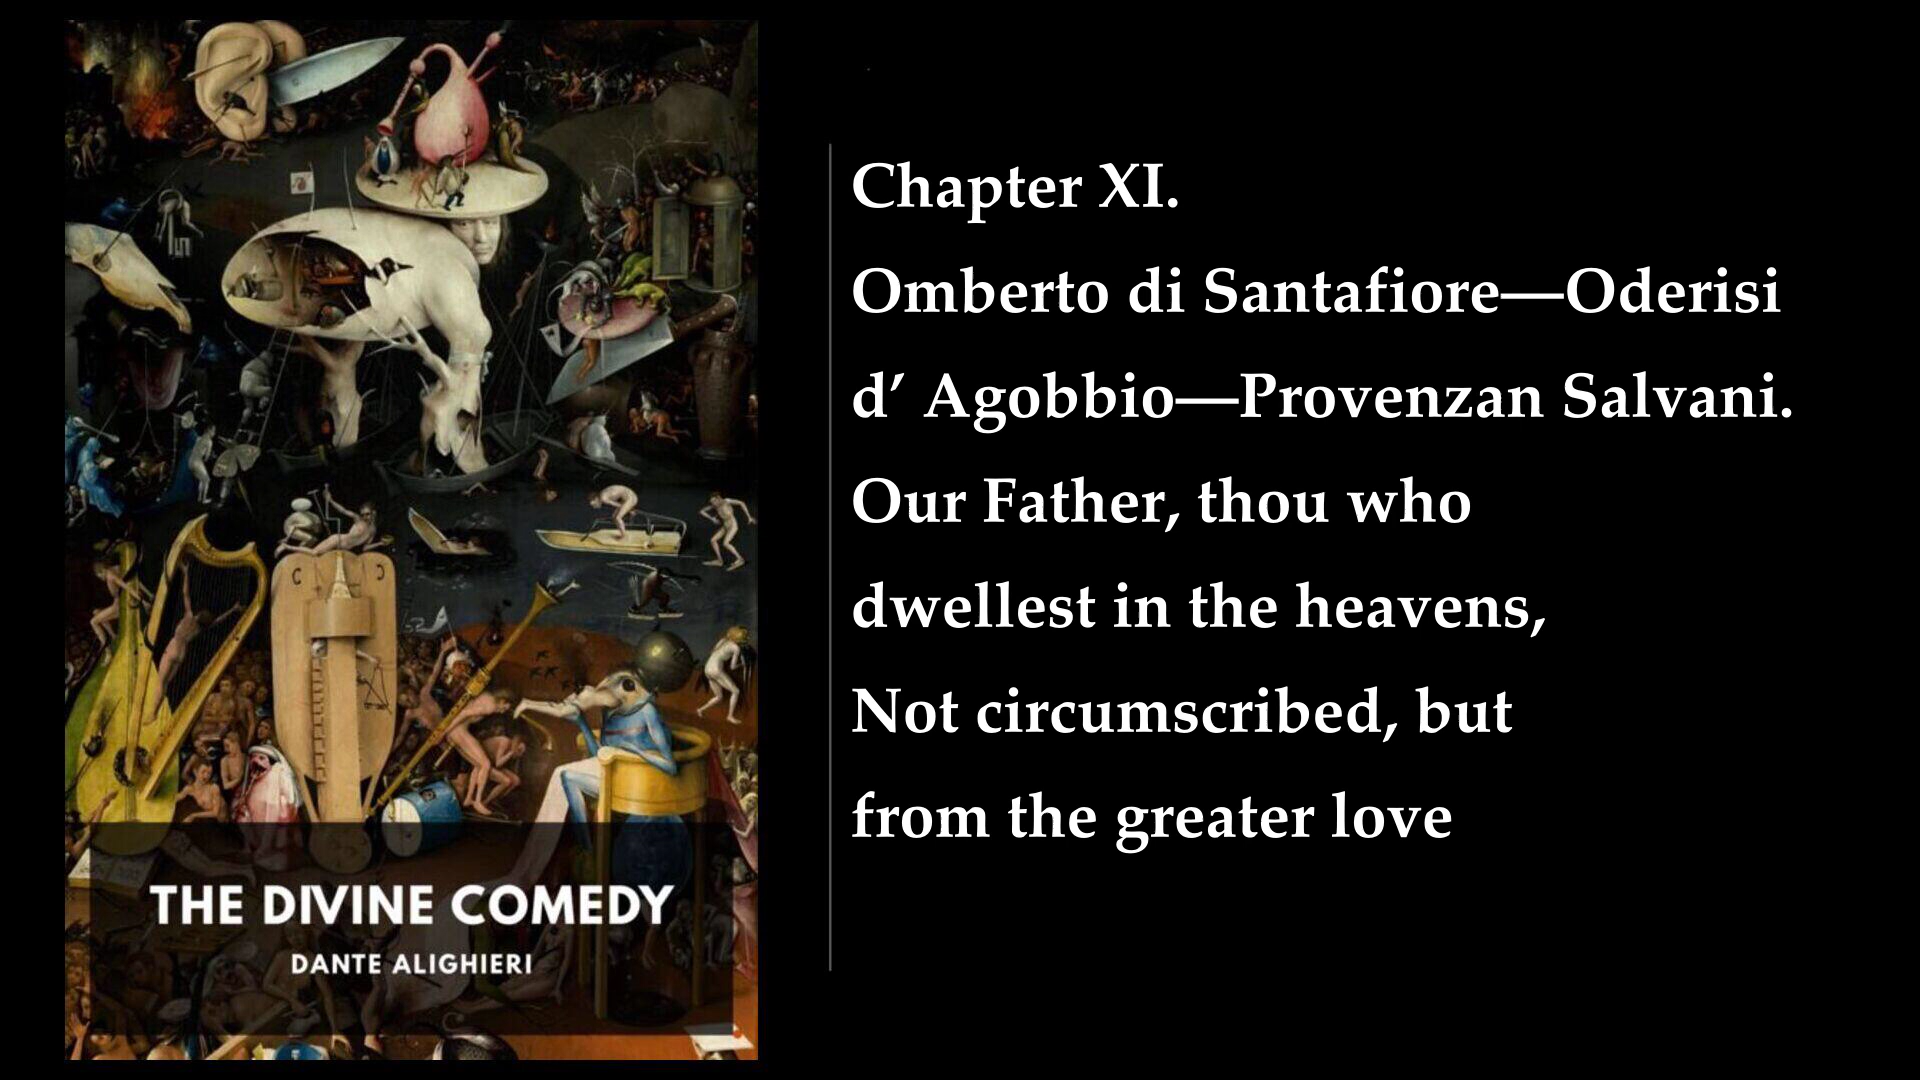 THE DIVINE COMEDY
DANTE ALIGHIERI
Chapter XI.
Omberto di Santafiore—Oderisi
d’ Agobbio—Provenzan Salvani.
Our Father, thou who
dwellest in the heavens,
Not circumscribed, but
from the greater love